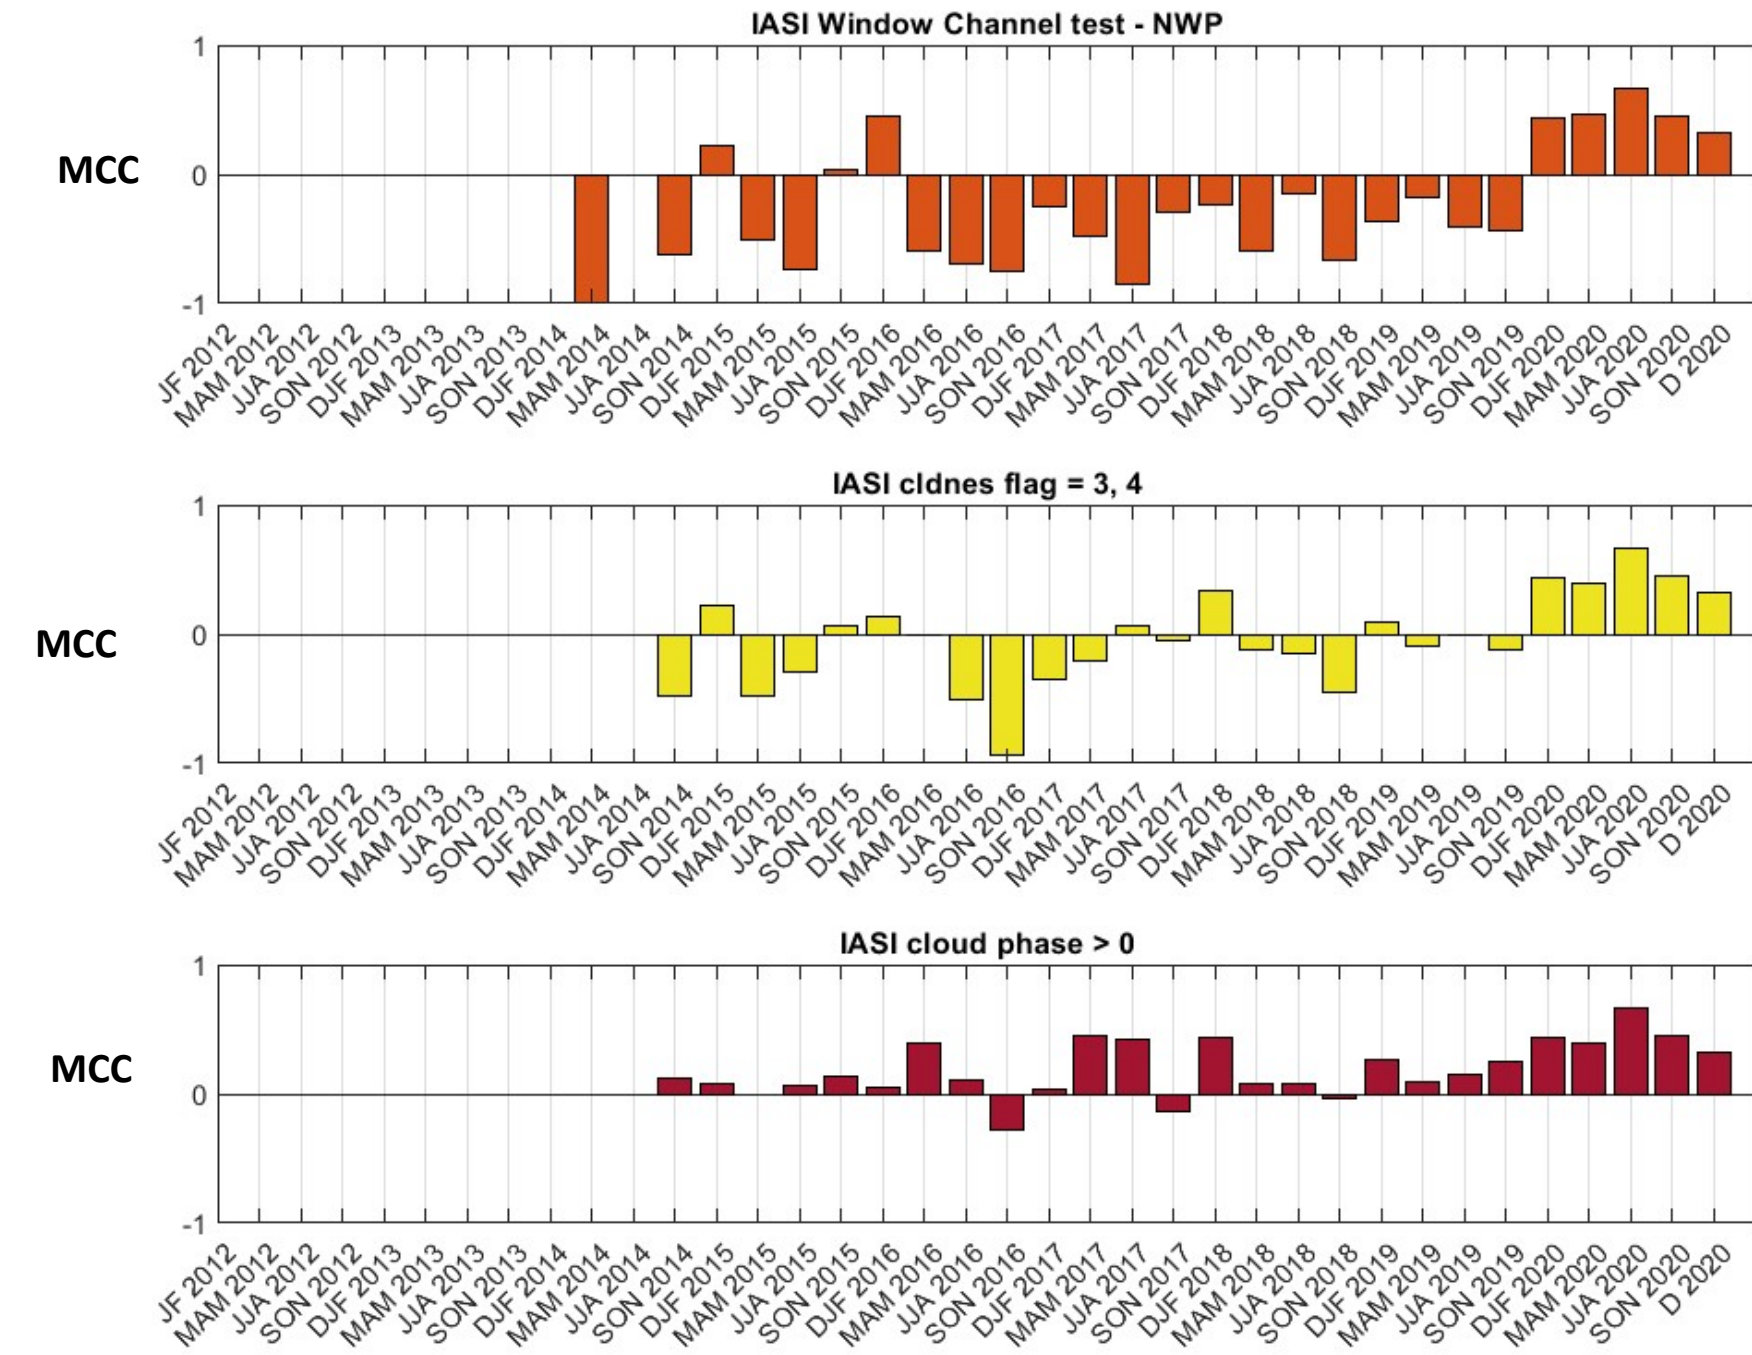 IASI Window Channel test - NWP
MCC
1
0
-1
JF 2012
MAM 2012
JJA 2012
SON 2012
DJF 2013
MAM 2013
JJA 2013
SON 2013
DJF 2014
MAM 2014
JJA 2014
SON 2014
DJF 2015
MAM 2015
JJA 2015
SON 2015
DJF 2016
MAM 2016
JJA 2016
SON 2016
DJF 2017
MAM 2017
JJA 2017
SON 2017
DJF 2018
MAM 2018
JJA 2018
SON 2018
DJF 2019
MAM 2019
JJA 2019
SON 2019
DJF 2020
MAM 2020
JJA 2020
SON 2020
D 2020
IASI cldnes flag = 3, 4
MCC
1
0
-1
JF 2012
MAM 2012
JJA 2012
SON 2012
DJF 2013
MAM 2013
JJA 2013
SON 2013
DJF 2014
MAM 2014
JJA 2014
SON 2014
DJF 2015
MAM 2015
JJA 2015
SON 2015
DJF 2016
MAM 2016
JJA 2016
SON 2016
DJF 2017
MAM 2017
JJA 2017
SON 2017
DJF 2018
MAM 2018
JJA 2018
SON 2018
DJF 2019
MAM 2019
JJA 2019
SON 2019
DJF 2020
MAM 2020
JJA 2020
SON 2020
D 2020
IASI cloud phase > 0
MCC
1
0
-1
JF 2012
MAM 2012
JJA 2012
SON 2012
DJF 2013
MAM 2013
JJA 2013
SON 2013
DJF 2014
MAM 2014
JJA 2014
SON 2014
DJF 2015
MAM 2015
JJA 2015
SON 2015
DJF 2016
MAM 2016
JJA 2016
SON 2016
DJF 2017
MAM 2017
JJA 2017
SON 2017
DJF 2018
MAM 2018
JJA 2018
SON 2018
DJF 2019
MAM 2019
JJA 2019
SON 2019
DJF 2020
MAM 2020
JJA 2020
SON 2020
D 2020